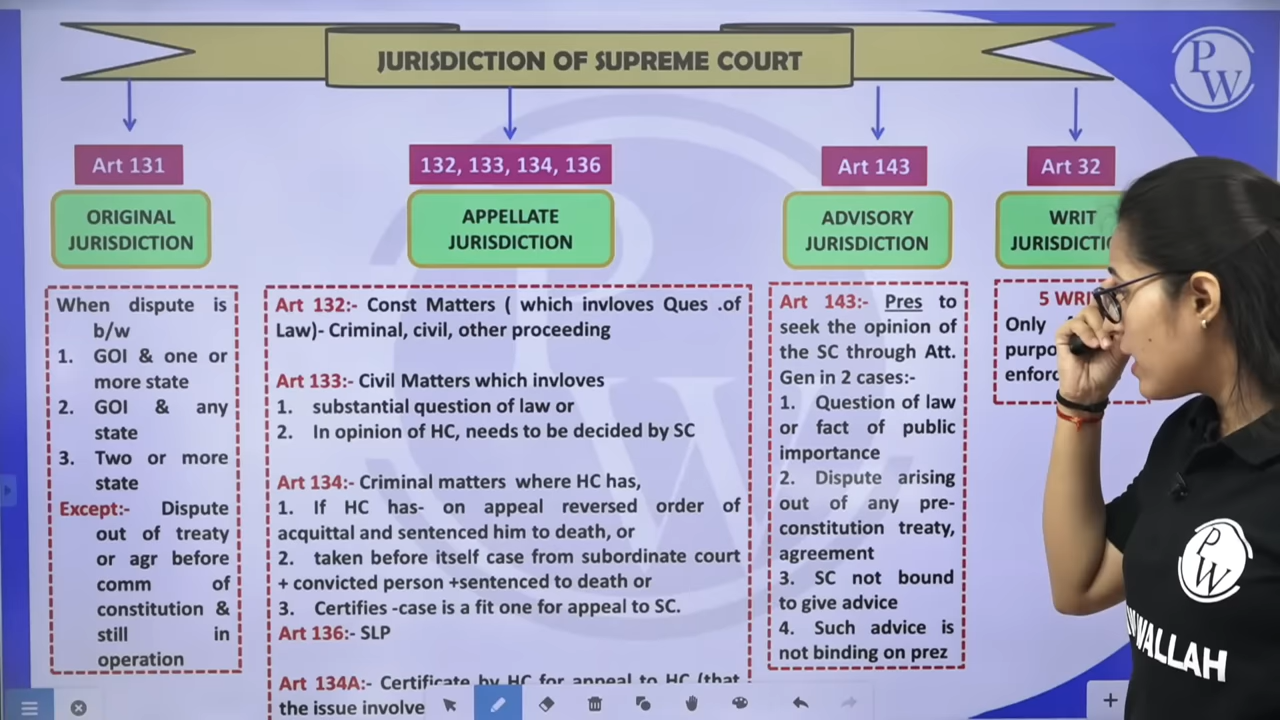 JURISDICTION OF SUPREME COURT
PW
Art 131
ORIGINAL
JURISDICTION
When dispute is
b/w
1. GOI & one or
more state
2. GOI & any
state
3. Two or more
state
Except:- Dispute
out of treaty
or agr before
comm of
constitution &
still in
operation
132, 133, 134, 136
APPELLATE
JURISDICTION
Art 132:- Const Matters ( which invloves Ques .of
Law)- Criminal, civil, other proceeding
Art 133:- Civil Matters which invloves
1. substantial question of law or
2. In opinion of HC, needs to be decided by SC
Art 134:- Criminal matters where HC has,
1. If HC has- on appeal reversed order of
acquittal and sentenced him to death, or
2. taken before itself case from subordinate court
+ convicted person +sentenced to death or
3. Certifies -case is a fit one for appeal to SC.
Art 136:- SLP
Art 134A:- Certificate by HC for appeal to HC (that
the issue involve
Art 143
ADVISORY
JURISDICTION
Art 143:- Pres to
seek the opinion of
the SC through Att.
Gen in 2 cases:-
1. Question of law
or fact of public
importance
2. Dispute arising
out of any pre-
constitution treaty,
agreement
3. SC not bound
to give advice
4. Such advice is
not binding on prez
Art 32
WRIT
5
Only
PW
WALLAH